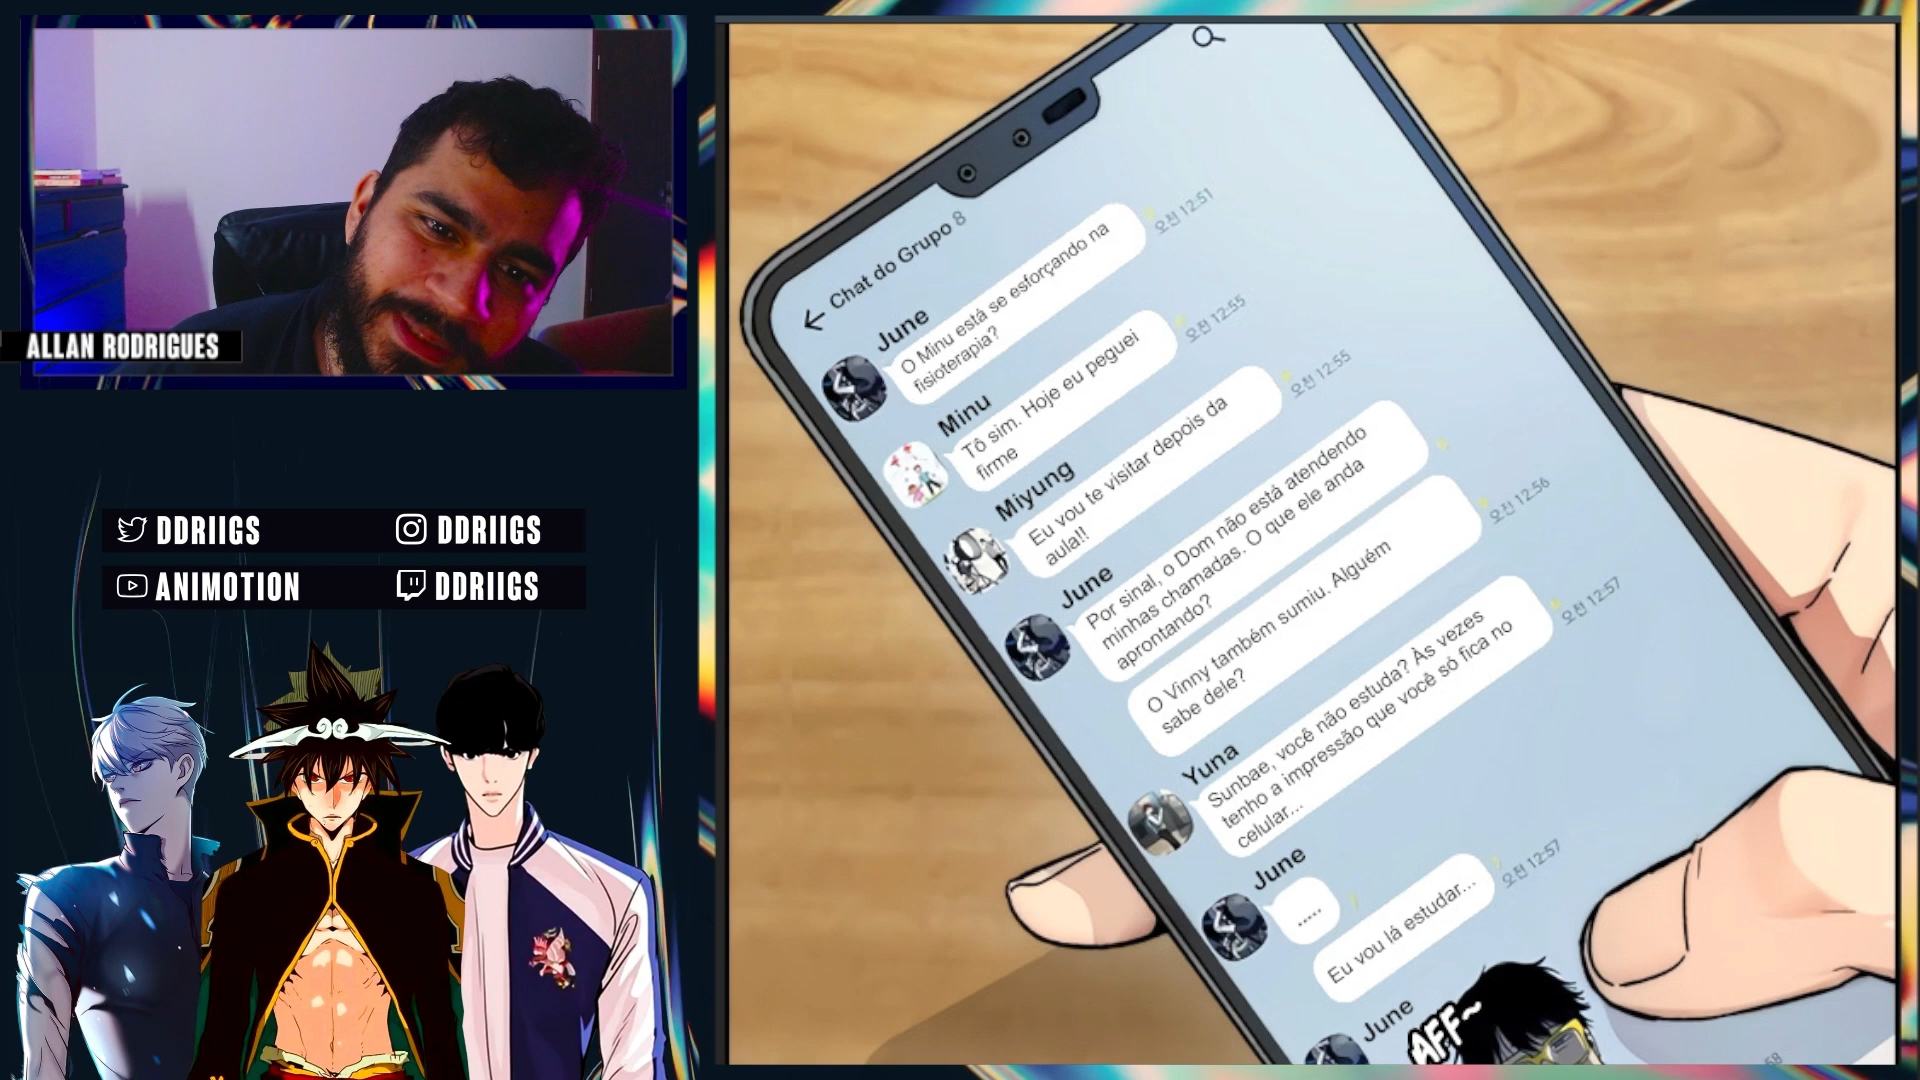 ALLAN RODRIGUES
DDRIIGS
DDRIIGS
ANIMOTION
DDRIIGS
Chat do Grupo 8
June
O Minu está se esforçando na
fisioterapia?
오전 12:51
Minu
Tô sim. Hoje eu peguei
firme
오전 12:55
Miyung
Eu vou te visitar depois da
aula!!
오전 12:55
June
Por sinal, o Dom não está atendendo
minhas chamadas. O que ele anda
aprontando?
O Vinny também sumiu. Alguém
sabe dele?
오전 12:56
Yuna
Sunbae, você não estuda? Às vezes
tenho a impressão que você só fica no
celular...
오전 12:57
June
.....
Eu vou lá estudar...
오전 12:57
June
AFF~
58